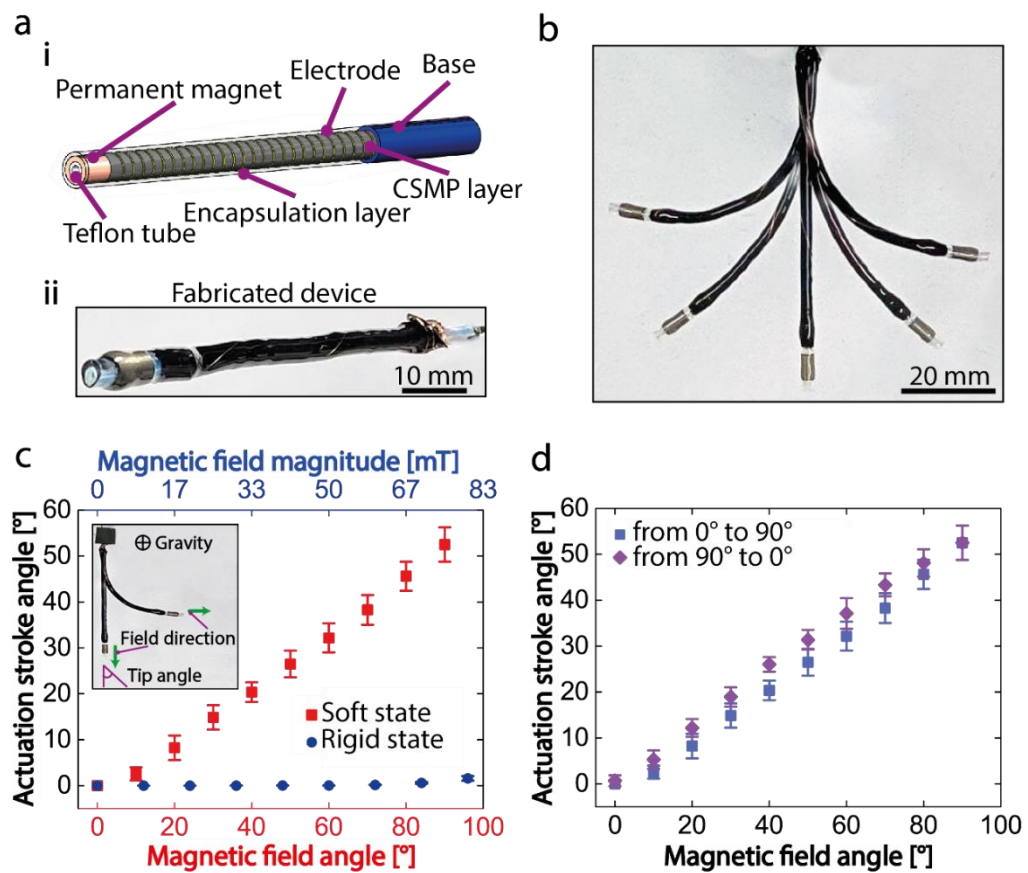 a
i
Permanent magnet
Electrode
Base
CSMP layer
Encapsulation layer
Teflon tube
ii
Fabricated device
10 mm
b
20 mm
c
Magnetic field magnitude [mT]
0 17 33 50 67 83
60
50
40
30
20
10
0
Actuation stroke angle [°]
⊕ Gravity
Field direction
Tip angle
Soft state
Rigid state
0 20 40 60 80 100
Magnetic field angle [°]
d
60
50
40
30
20
10
0
Actuation stroke angle [°]
from 0° to 90°
from 90° to 0°
0 20 40 60 80 100
Magnetic field angle [°]